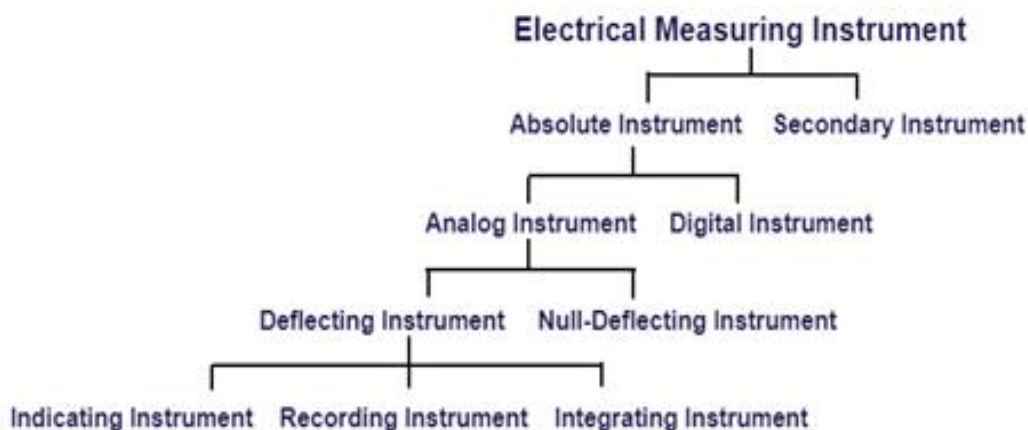 Electrical Measuring Instrument
Absolute Instrument Secondary Instrument
Analog Instrument Digital Instrument
Deflecting Instrument Null-Deflecting Instrument
Indicating Instrument Recording Instrument Integrating Instrument